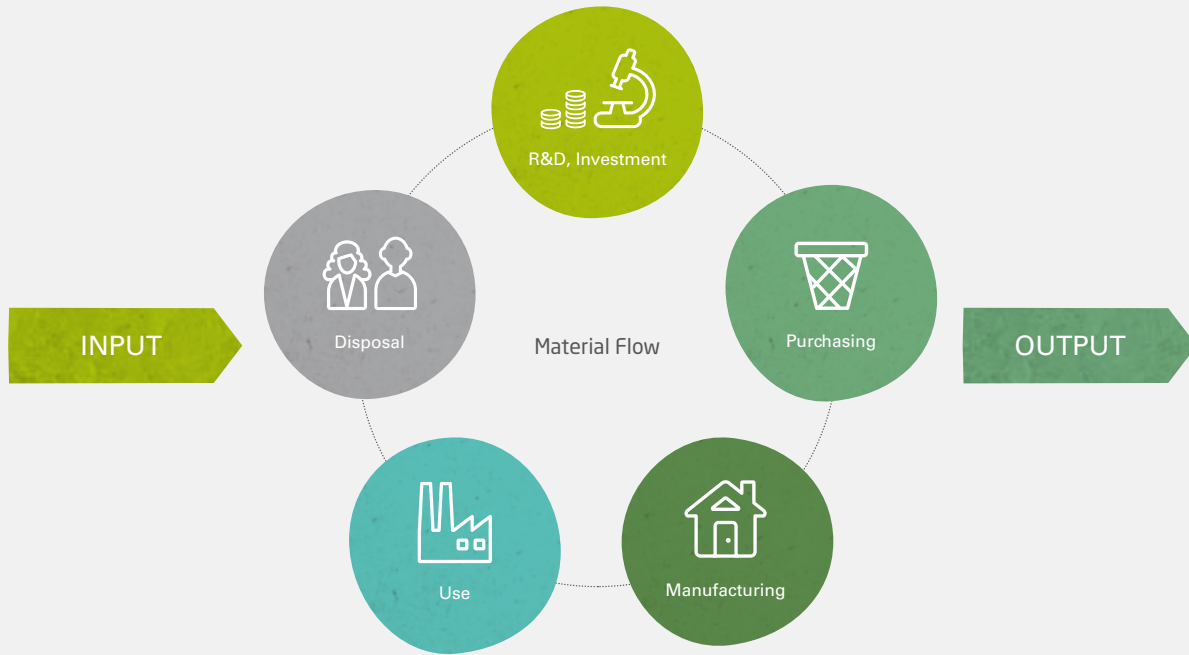 R&D, Investment
Disposal
Purchasing
INPUT
Material Flow
OUTPUT
Use
Manufacturing